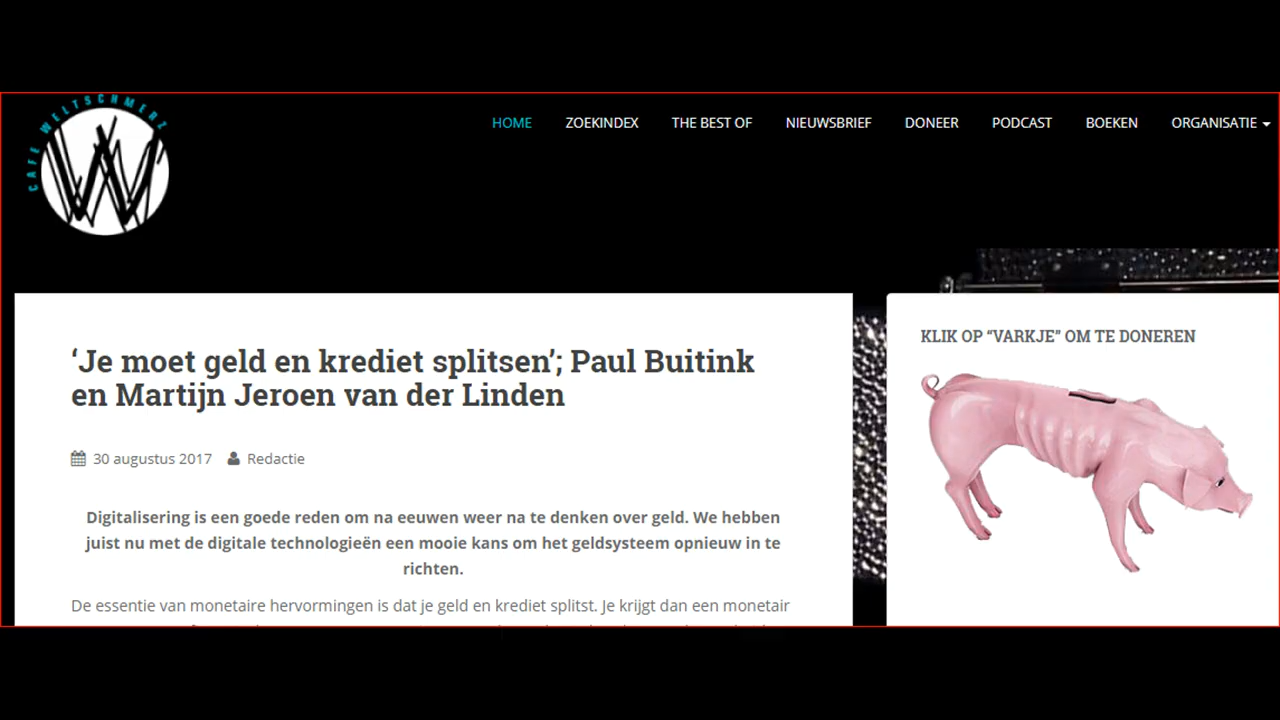 CAFE WELTSCHMERZ
HOME ZOEKINDEX THE BEST OF NIEUWSBRIEF DONEER PODCAST BOEKEN ORGANISATIE
‘Je moet geld en krediet splitsen’; Paul Buitink
en Martijn Jeroen van der Linden
30 augustus 2017 Redactie
Digitalisering is een goede reden om na eeuwen weer na te denken over geld. We hebben
juist nu met de digitale technologieën een mooie kans om het geldsysteem opnieuw in te
richten.
De essentie van monetaire hervormingen is dat je geld en krediet splitst. Je krijgt dan een monetair
KLIK OP “VARKJE” OM TE DONEREN